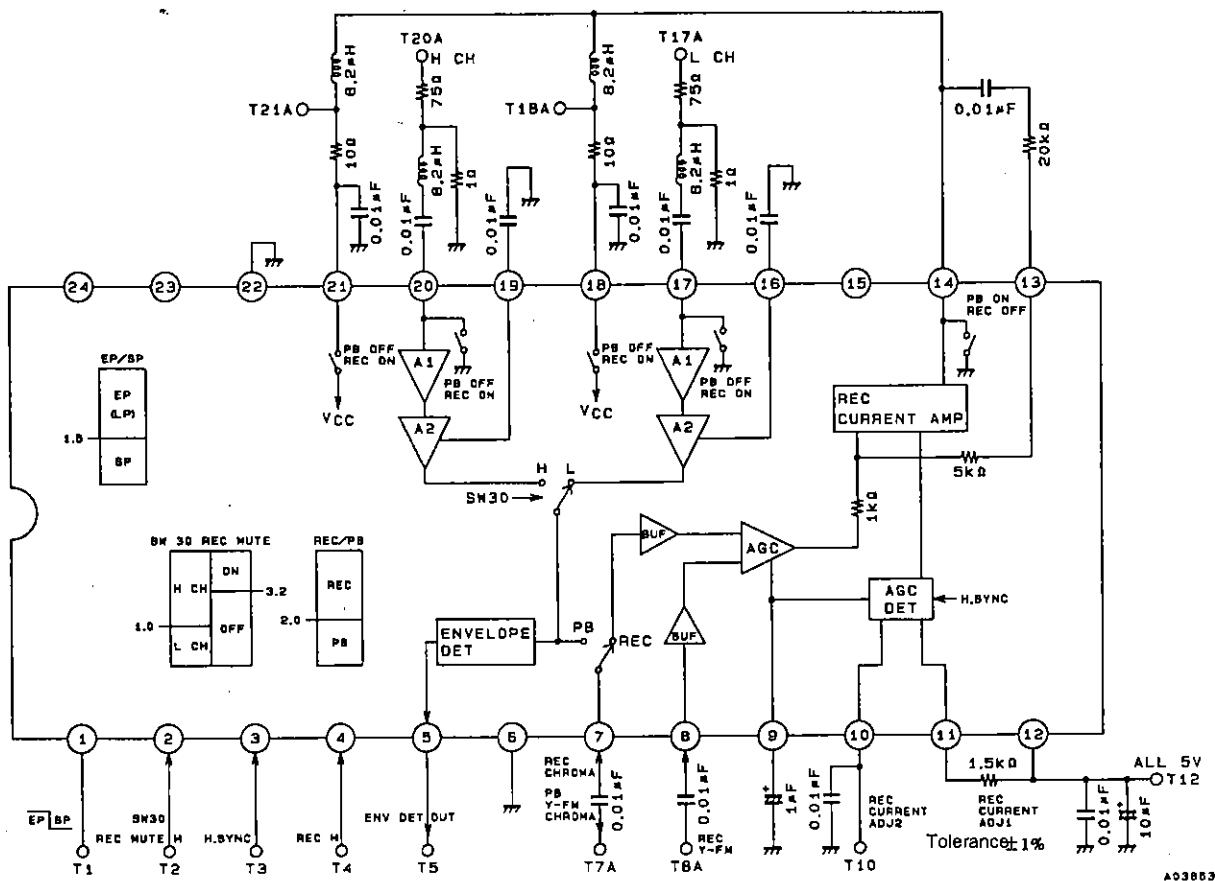 T20A
H CH
T17A
L CH
8.2μH
75Ω
8.2μH
75Ω
T21A
T18A
0.01μF
20kΩ
10Ω
8.2μH
1Ω
10Ω
8.2μH
1Ω
0.01μF
0.01μF
0.01μF
0.01μF
0.01μF
0.01μF
24
23
22
21
20
19
18
17
16
15
14
13
PB ON
REC OFF
PB OFF
REC ON
A1
PB OFF
REC ON
PB OFF
REC ON
A1
PB OFF
REC ON
VCC
A2
VCC
A2
REC
CURRENT AMP
EP/SP
EP
(LP)
1.5
SP
5kΩ
H L
SW30
1kΩ
SW 30 REC MUTE
REC/PB
BUF
AGC
H CH
ON
3.2
REC
1.0
OFF
2.0
L CH
PB
ENVELOPE
DET
PB
REC
BUF
AGC
DET
H.SYNC
1
2
3
4
5
6
7
8
9
10
11
12
EP SP
SW30
REC MUTE H
H.SYNC
REC H
ENV DET OUT
REC
CHROMA
PB
Y-FM
CHROMA
0.01μF
0.01μF
REC
Y-FM
1μF
0.01μF
REC
CURRENT
ADJ2
1.5kΩ
REC
CURRENT
ADJ1
Tolerance±1%
ALL 5V
T12
0.01μF
10μF
T1
T2
T3
T4
T5
T7A
T8A
T10
A03853